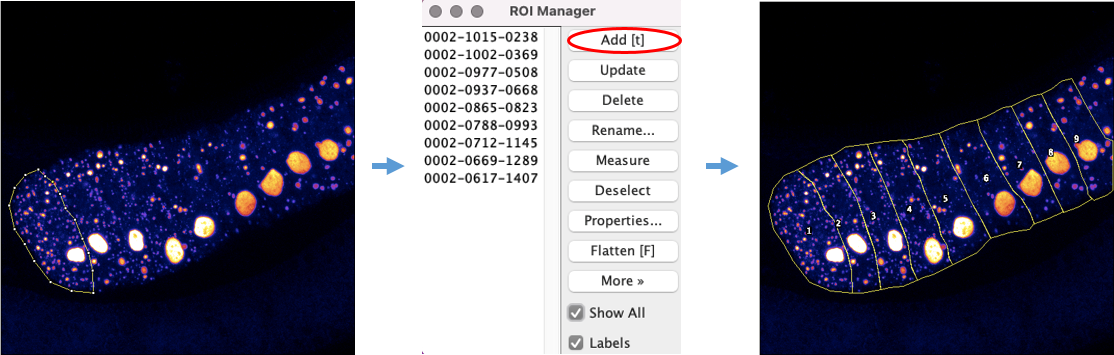 ROI Manager
0002-1015-0238
0002-1002-0369
0002-0977-0508
0002-0937-0668
0002-0865-0823
0002-0788-0993
0002-0712-1145
0002-0669-1289
0002-0617-1407
Add [t]
Update
Delete
Rename...
Measure
Deselect
Properties...
Flatten [F]
More »
Show All
Labels
1
2
3
4
5
6
7
8
9